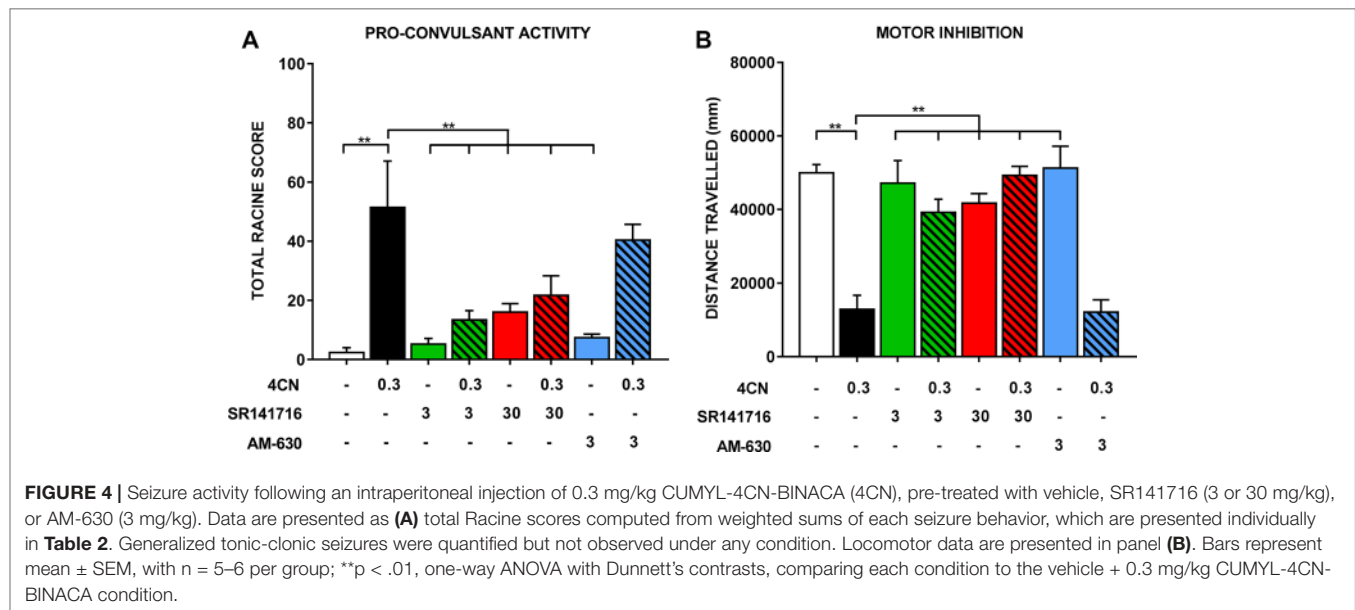 A
PRO-CONVULSANT ACTIVITY
TOTAL RACINE SCORE
100
80
60
40
20
0
**
**
4CN - 0.3 - 0.3 - 0.3 - 0.3
SR141716 - - 3 3 30 30 - -
AM-630 - - - - - - 3 3
B
MOTOR INHIBITION
DISTANCE TRAVELLED (mm)
80000
60000
40000
20000
0
**
**
4CN - 0.3 - 0.3 - 0.3 - 0.3
SR141716 - - 3 3 30 30 - -
AM-630 - - - - - - 3 3
FIGURE 4 | Seizure activity following an intraperitoneal injection of 0.3 mg/kg CUMYL-4CN-BINACA (4CN), pre-treated with vehicle, SR141716 (3 or 30 mg/kg),
or AM-630 (3 mg/kg). Data are presented as (A) total Racine scores computed from weighted sums of each seizure behavior, which are presented individually
in Table 2. Generalized tonic-clonic seizures were quantified but not observed under any condition. Locomotor data are presented in panel (B). Bars represent
mean ± SEM, with n = 5–6 per group; **p < .01, one-way ANOVA with Dunnett's contrasts, comparing each condition to the vehicle + 0.3 mg/kg CUMYL-4CN-
BINACA condition.